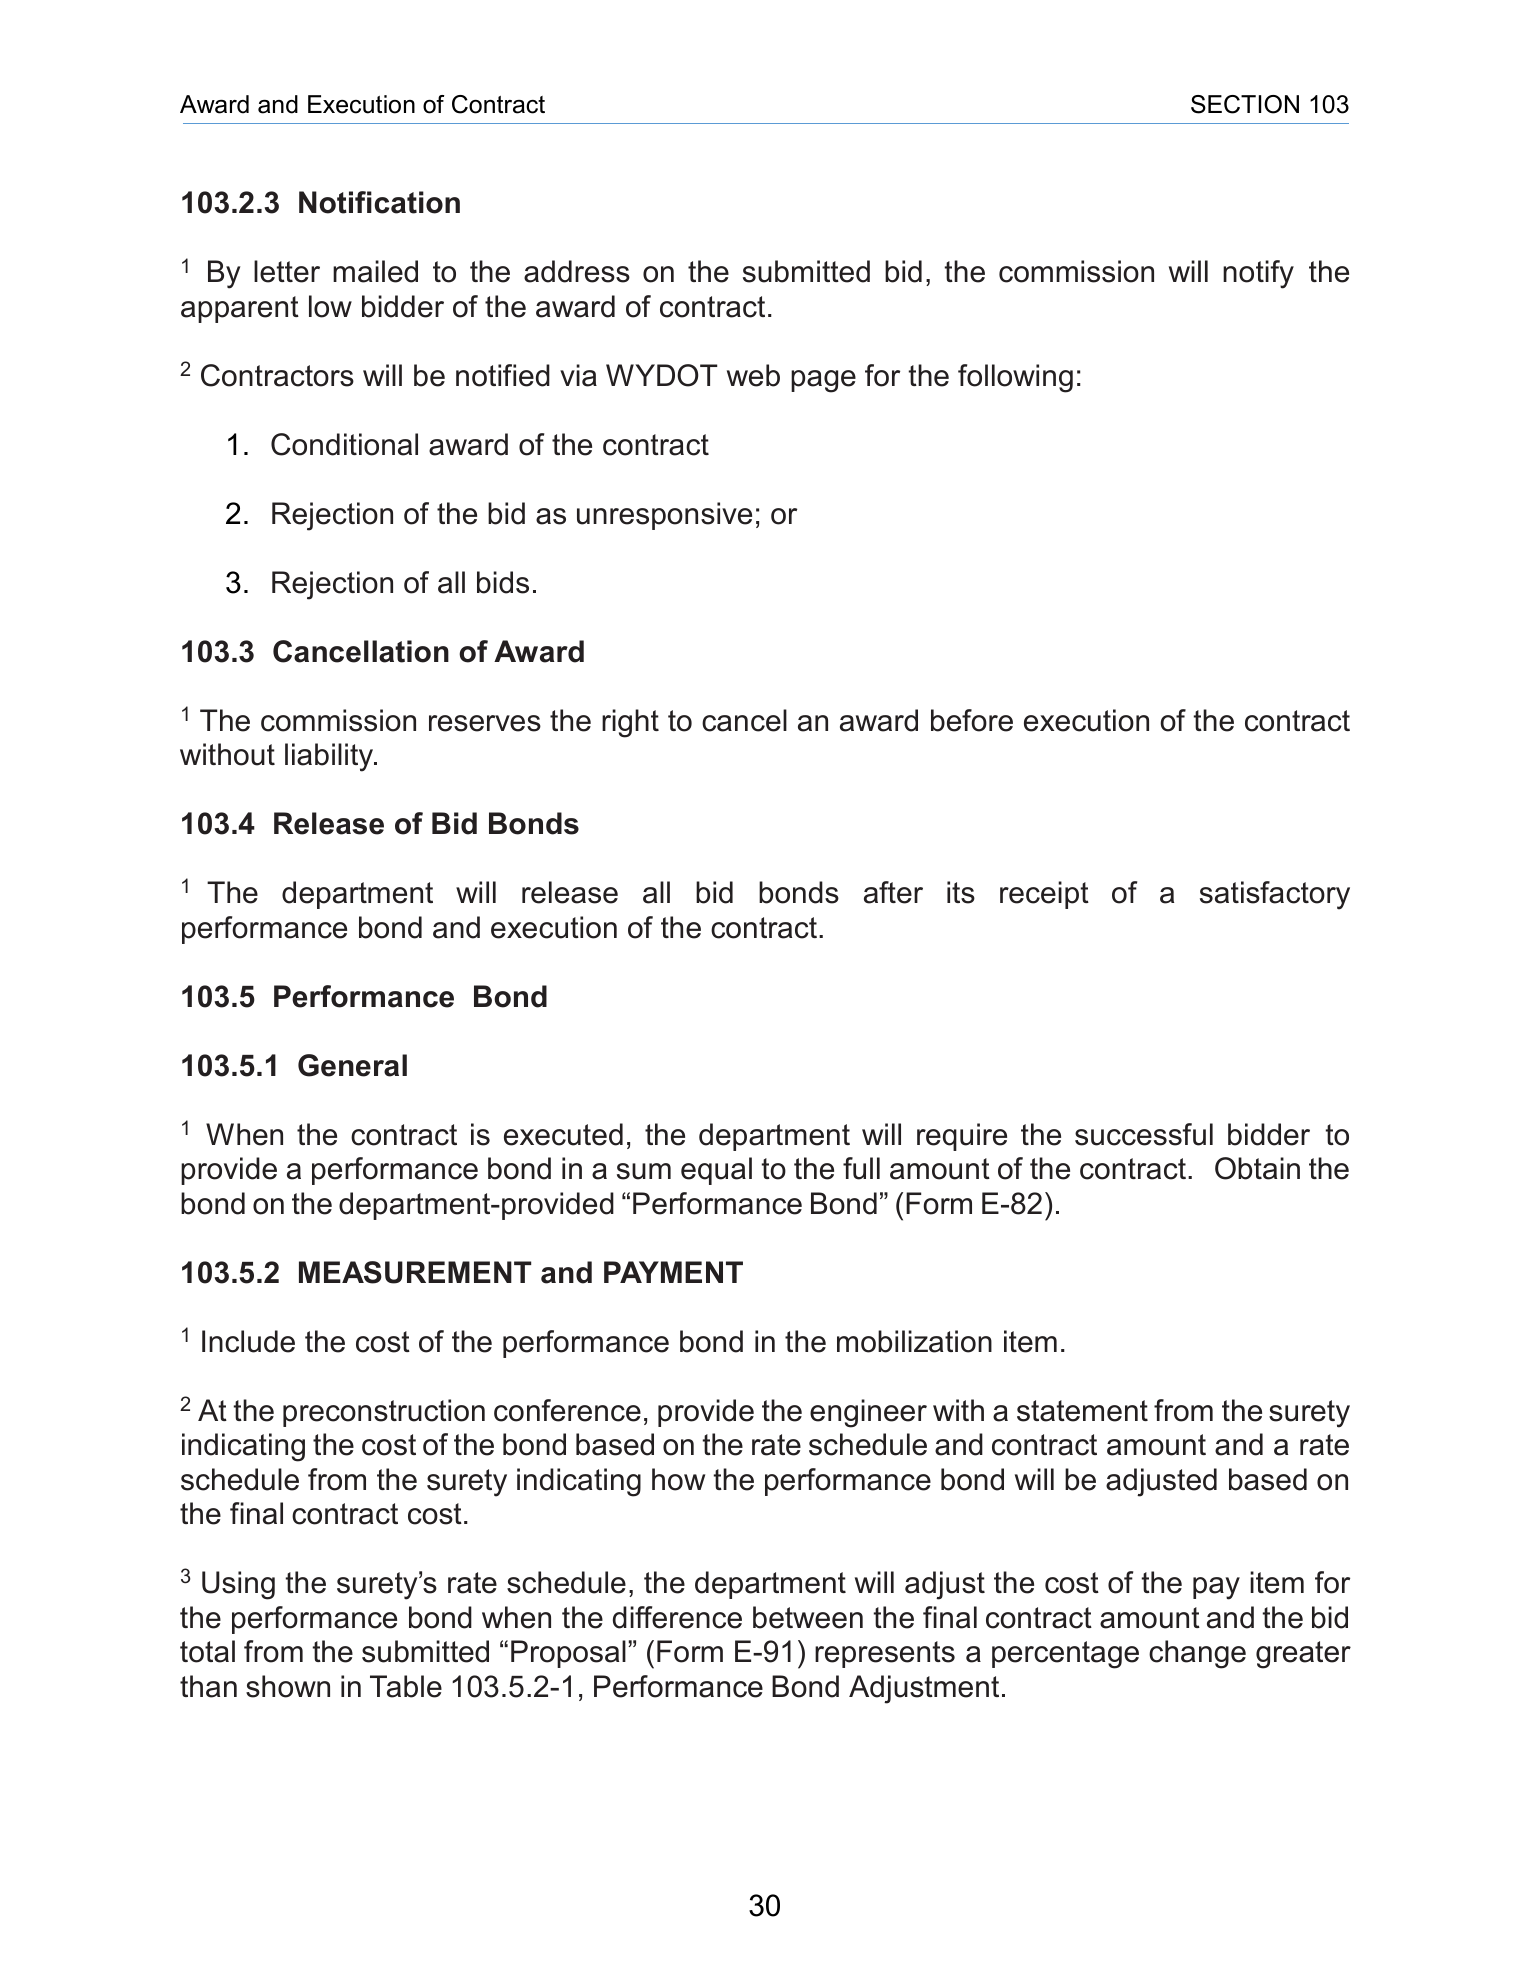 Award and Execution of Contract SECTION 103
103.2.3 Notification
1 By letter mailed to the address on the submitted bid, the commission will notify the
apparent low bidder of the award of contract.
2 Contractors will be notified via WYDOT web page for the following:
1. Conditional award of the contract
2. Rejection of the bid as unresponsive; or
3. Rejection of all bids.
103.3 Cancellation of Award
1 The commission reserves the right to cancel an award before execution of the contract
without liability.
103.4 Release of Bid Bonds
1 The department will release all bid bonds after its receipt of a satisfactory
performance bond and execution of the contract.
103.5 Performance Bond
103.5.1 General
1 When the contract is executed, the department will require the successful bidder to
provide a performance bond in a sum equal to the full amount of the contract. Obtain the
bond on the department-provided “Performance Bond” (Form E-82).
103.5.2 MEASUREMENT and PAYMENT
1 Include the cost of the performance bond in the mobilization item.
2 At the preconstruction conference, provide the engineer with a statement from the surety
indicating the cost of the bond based on the rate schedule and contract amount and a rate
schedule from the surety indicating how the performance bond will be adjusted based on
the final contract cost.
3 Using the surety’s rate schedule, the department will adjust the cost of the pay item for
the performance bond when the difference between the final contract amount and the bid
total from the submitted “Proposal” (Form E-91) represents a percentage change greater
than shown in Table 103.5.2-1, Performance Bond Adjustment.
30